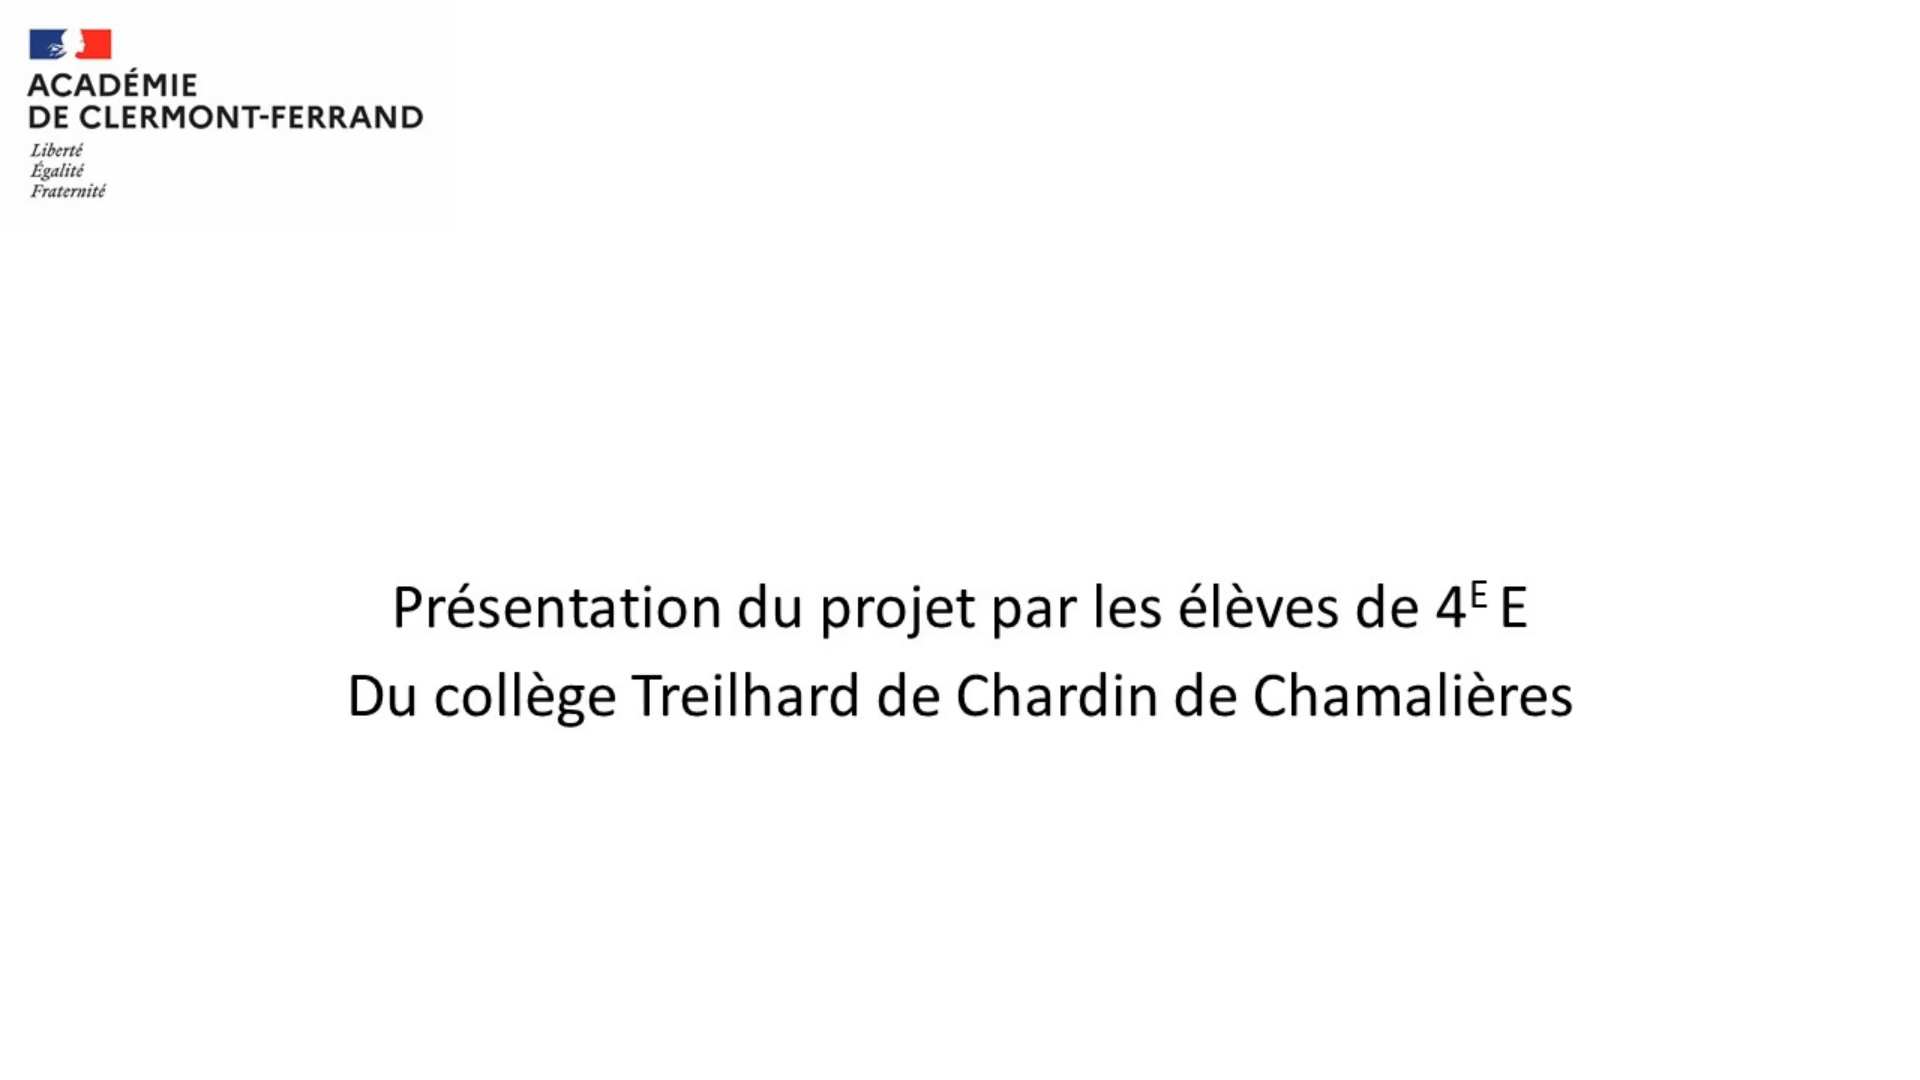 ACADÉMIE
DE CLERMONT-FERRAND
Liberté
Égalité
Fraternité
Présentation du projet par les élèves de 4ᴱ E
Du collège Treilhard de Chardin de Chamalières